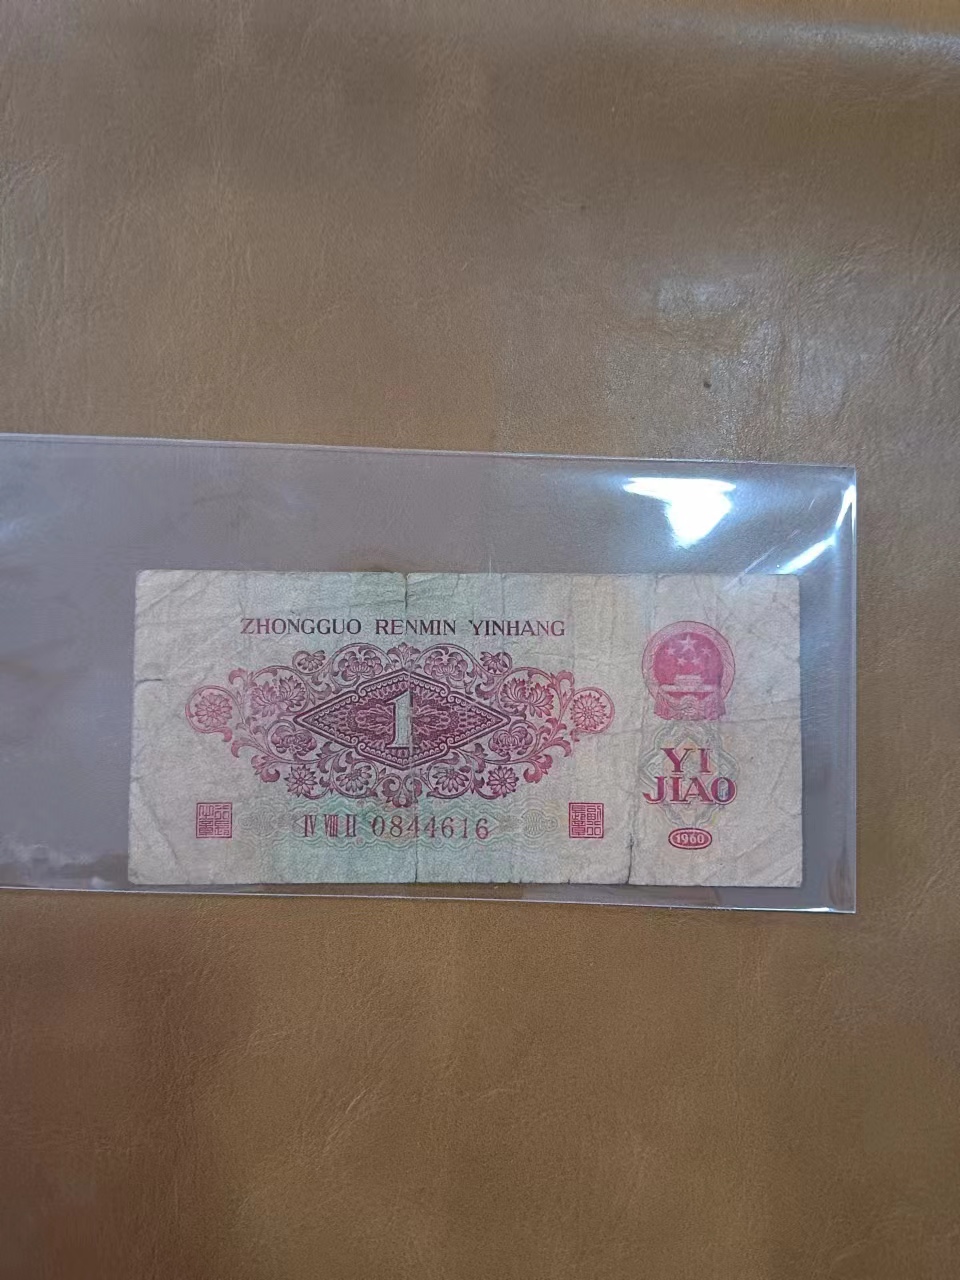 ZHONGGUO RENMIN YINHANG
1
YI
JIAO
IV VIII II 0844616
1960